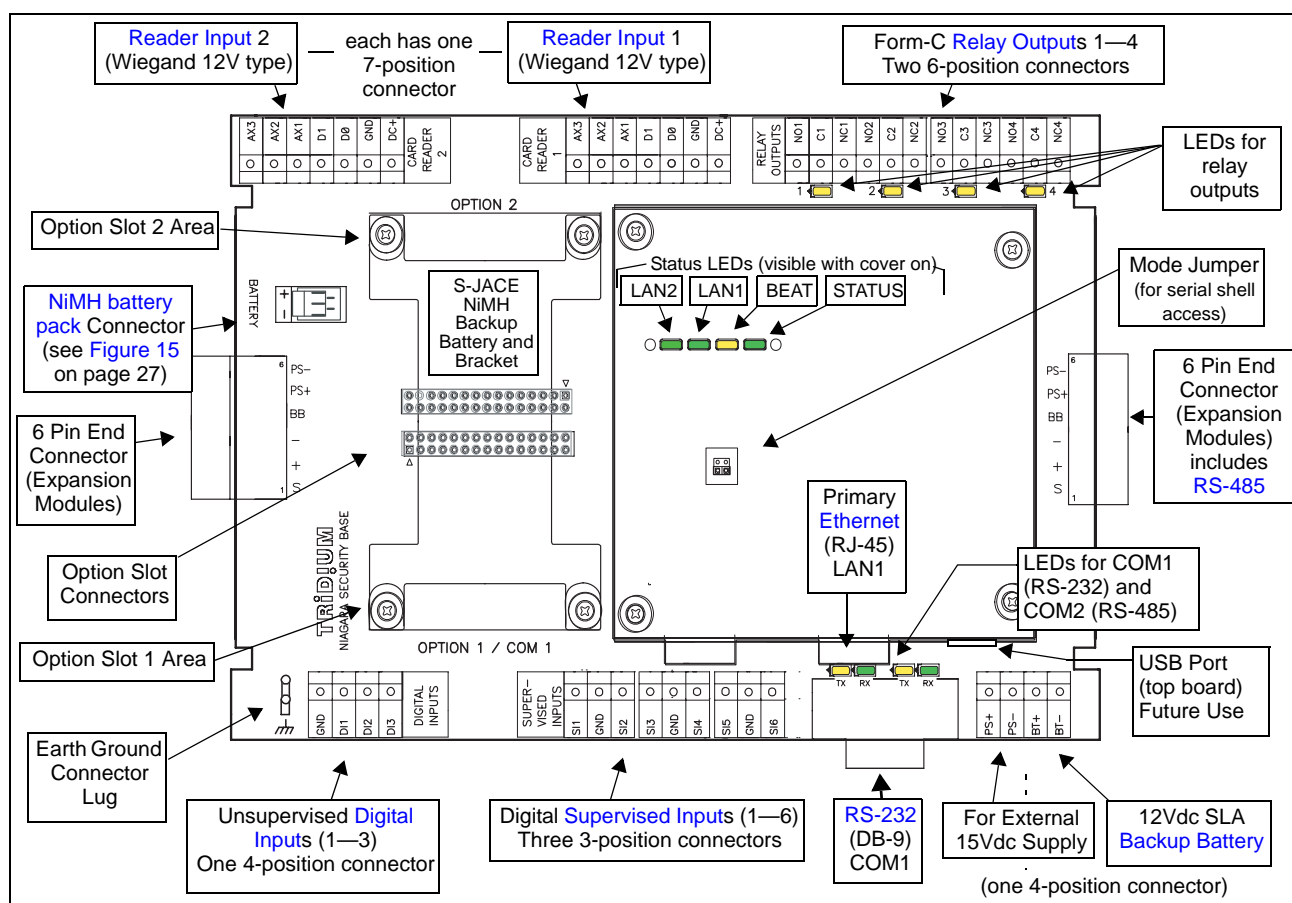 Reader Input 2
(Wiegand 12V type)
each has one
7-position
connector
Reader Input 1
(Wiegand 12V type)
Form-C Relay Outputs 1—4
Two 6-position connectors
AX3
AX2
AX1
D1
D0
GND
DC+
CARD
READER
2
CARD
READER
1
AX3
AX2
AX1
D1
D0
GND
DC+
RELAY
OUTPUTS
NO1
C1
NC1
NO2
C2
NC2
NO3
C3
NC3
NO4
C4
NC4
1
2
3
4
LEDs for
relay
outputs
Option Slot 2 Area
OPTION 2
Status LEDs (visible with cover on)
LAN2
LAN1
BEAT
STATUS
Mode Jumper
(for serial shell
access)
BATTERY
+
−
S-JACE
NiMH
Backup
Battery and
Bracket
NiMH battery
pack Connector
(see Figure 15
on page 27)
6
PS−
PS+
BB
−
+
S
1
PS−
PS+
BB
−
+
S
6
1
6 Pin End
Connector
(Expansion
Modules)
includes
RS-485
6 Pin End
Connector
(Expansion
Modules)
Primary
Ethernet
(RJ-45)
LAN1
LEDs for COM1
(RS-232) and
COM2 (RS-485)
Option Slot
Connectors
TRIDIUM
NIAGARA SECURITY BASE
Option Slot 1 Area
OPTION 1 / COM 1
USB Port
(top board)
Future Use
TX
RX
TX
RX
GND
DI1
DI2
DI3
DIGITAL
INPUTS
SUPER–
VISED
INPUTS
SI1
GND
SI2
SI3
GND
SI4
SI5
GND
SI6
PS+
PS−
BT+
BT−
Earth Ground
Connector
Lug
Unsupervised Digital
Inputs (1—3)
One 4-position connector
Digital Supervised Inputs (1—6)
Three 3-position connectors
RS-232
(DB-9)
COM1
For External
15Vdc Supply
12Vdc SLA
Backup Battery
(one 4-position connector)